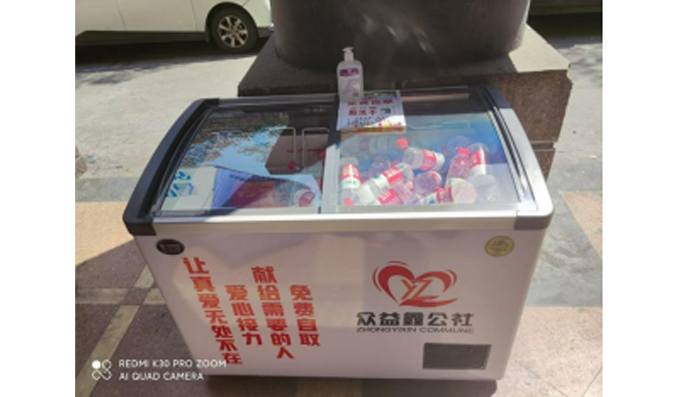 免费自取
献给需要的人
爱心接力
让真爱无处不在
众益鑫公社
ZHONGYIXIN COMMUNE
REDMI K30 PRO ZOOM
AI QUAD CAMERA